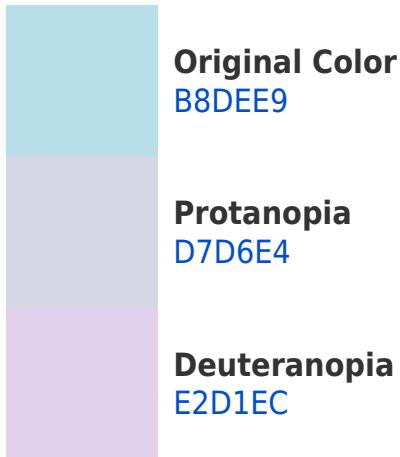 Original Color
B8DEE9
Protanopia
D7D6E4
Deuteranopia
E2D1EC